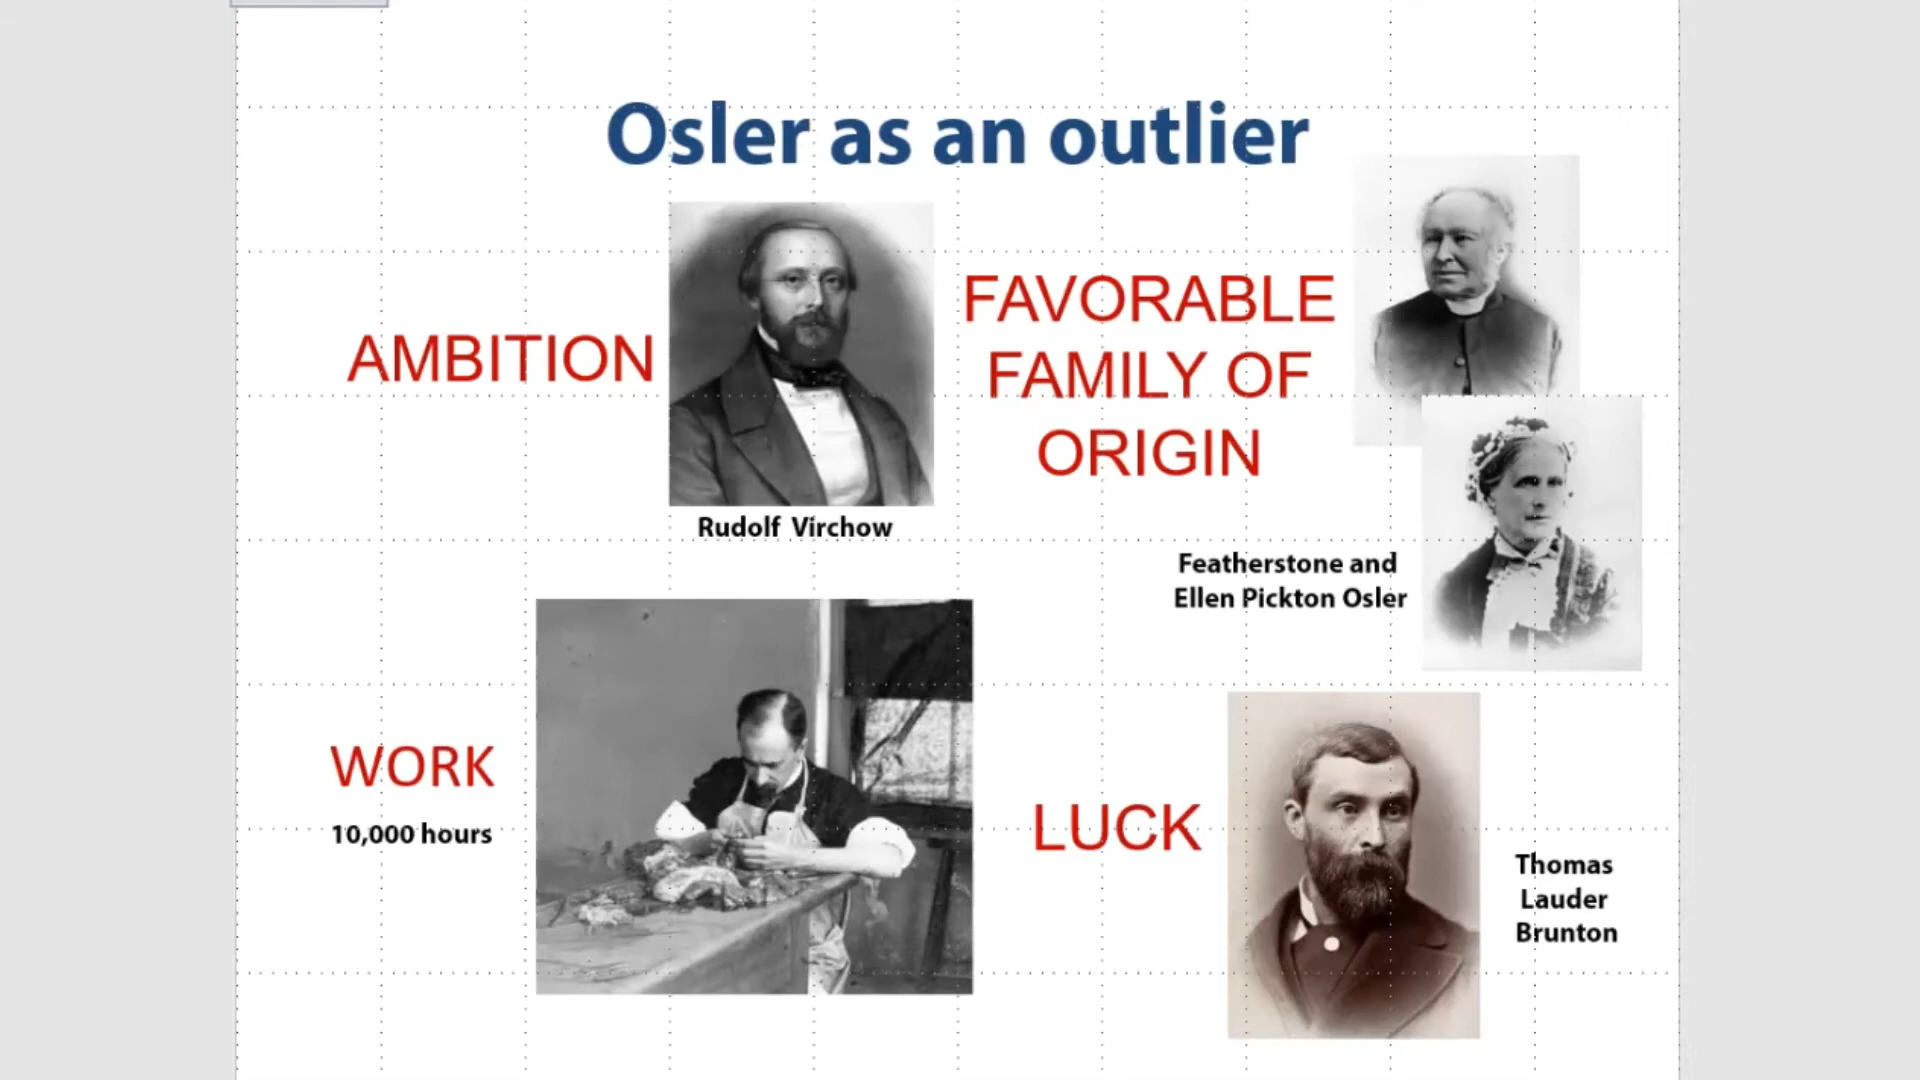 Osler as an outlier
AMBITION
Rudolf Virchow
FAVORABLE
FAMILY OF
ORIGIN
Featherstone and
Ellen Pickton Osler
WORK
10,000 hours
LUCK
Thomas
Lauder
Brunton